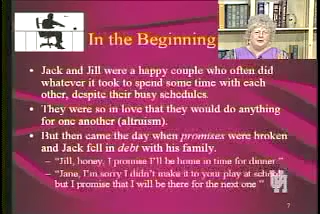 In the Beginning
• Jack and Jill were a happy couple who often did
whatever it took to spend some time with each
other, despite their busy schedules.
• They were so in love that they would do anything
for one another (altruism).
• But then came the day when promises were broken
and Jack fell in debt with his family.
– "Jill, honey, I promise I'll be home in time for dinner"
– "Jane, I'm sorry I didn't make it to your play at school,
but I promise that I will be there for the next one"
7